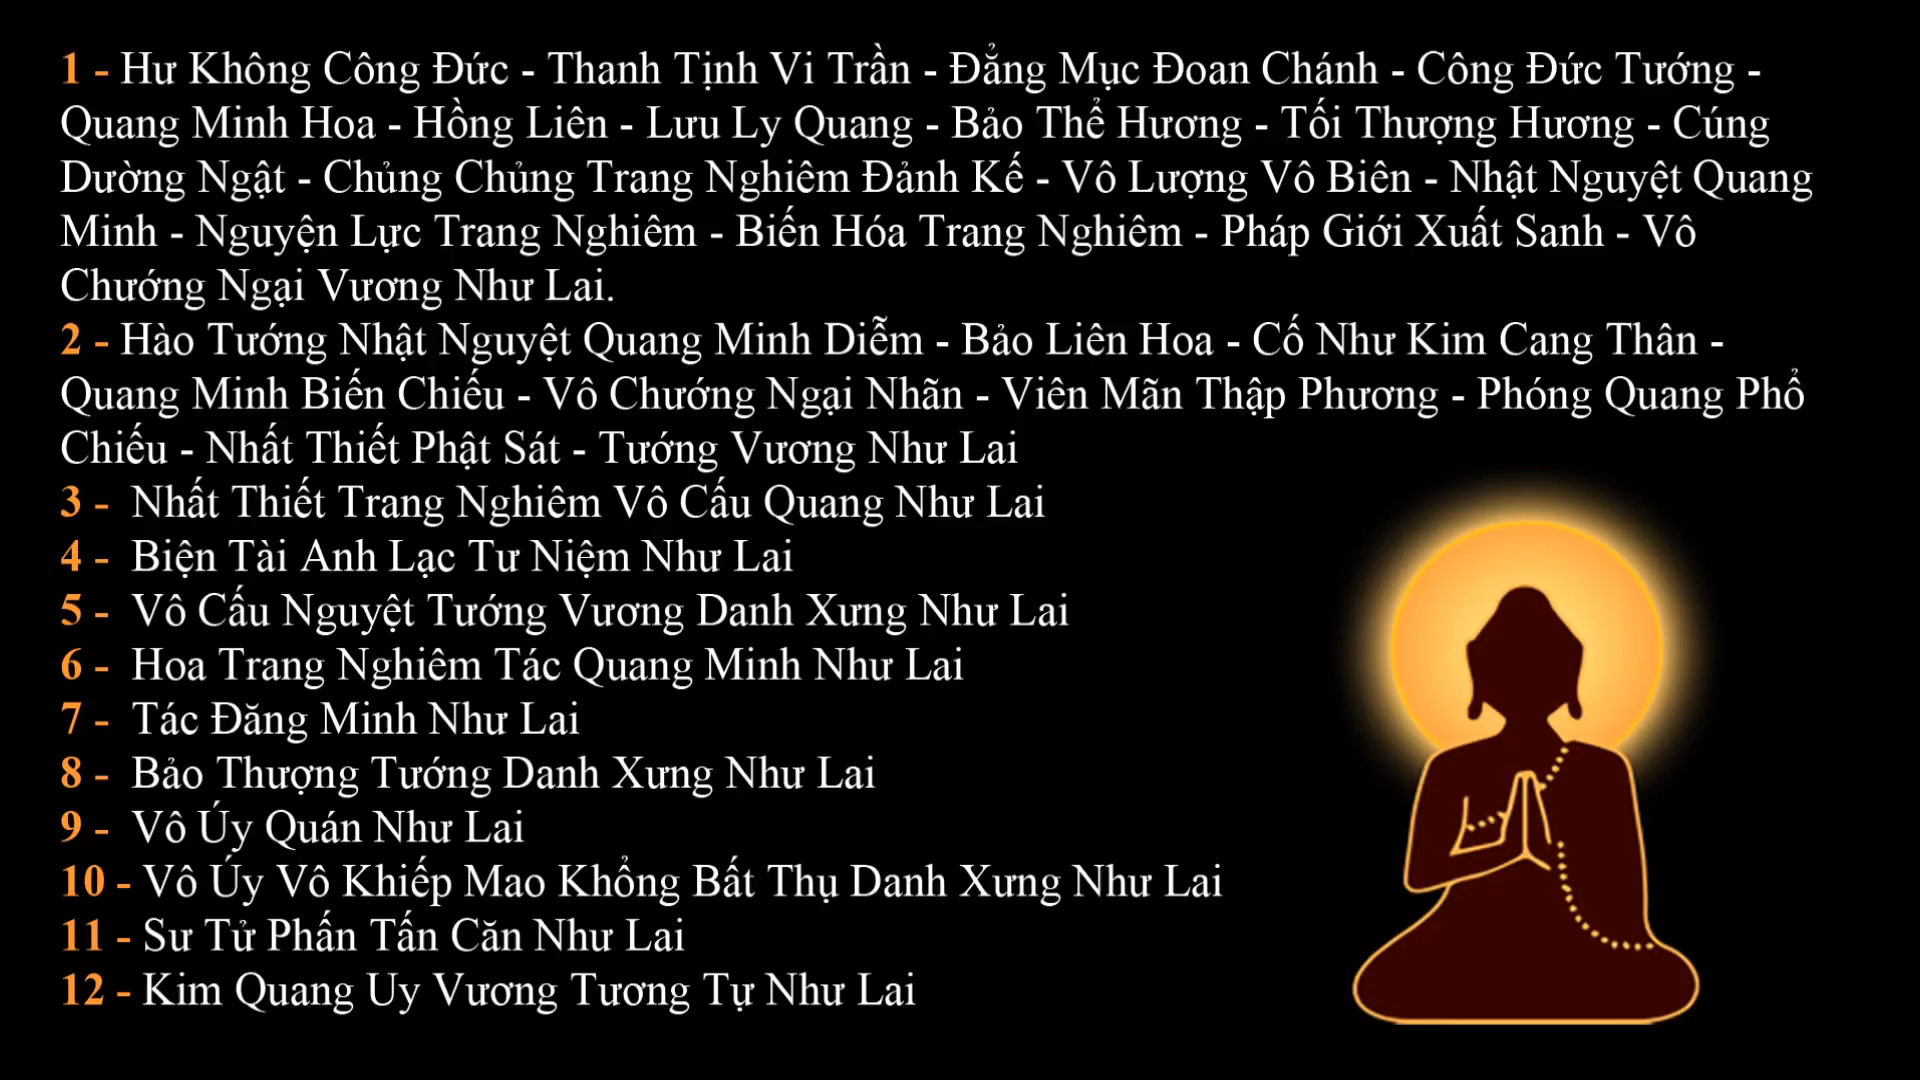 1 - Hư Không Công Đức - Thanh Tịnh Vi Trần - Đẳng Mục Đoan Chánh - Công Đức Tướng -
Quang Minh Hoa - Hồng Liên - Lưu Ly Quang - Bảo Thể Hương - Tối Thượng Hương - Cúng
Dường Ngật - Chủng Chủng Trang Nghiêm Đảnh Kế - Vô Lượng Vô Biên - Nhật Nguyệt Quang
Minh - Nguyện Lực Trang Nghiêm - Biến Hóa Trang Nghiêm - Pháp Giới Xuất Sanh - Vô
Chướng Ngại Vương Như Lai.
2 - Hào Tướng Nhật Nguyệt Quang Minh Diễm - Bảo Liên Hoa - Cố Như Kim Cang Thân -
Quang Minh Biến Chiếu - Vô Chướng Ngại Nhãn - Viên Mãn Thập Phương - Phóng Quang Phổ
Chiếu - Nhất Thiết Phật Sát - Tướng Vương Như Lai
3 - Nhất Thiết Trang Nghiêm Vô Cấu Quang Như Lai
4 - Biện Tài Anh Lạc Tư Niệm Như Lai
5 - Vô Cấu Nguyệt Tướng Vương Danh Xưng Như Lai
6 - Hoa Trang Nghiêm Tác Quang Minh Như Lai
7 - Tác Đăng Minh Như Lai
8 - Bảo Thượng Tướng Danh Xưng Như Lai
9 - Vô Úy Quán Như Lai
10 - Vô Úy Vô Khiếp Mao Khổng Bất Thụ Danh Xưng Như Lai
11 - Sư Tử Phấn Tấn Căn Như Lai
12 - Kim Quang Uy Vương Tương Tự Như Lai